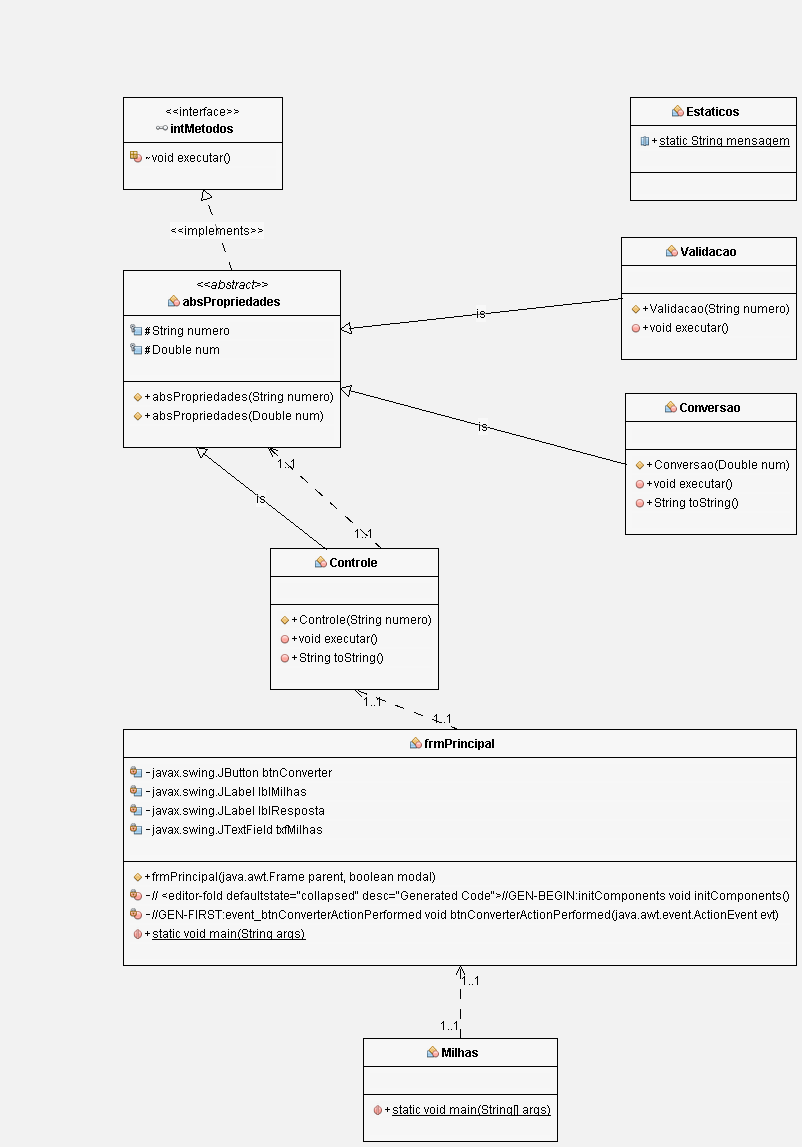 <<interface>>
intMetodos
~void executar()
Estaticos
+static String mensagem
<<implements>>
Validacao
+Validacao(String numero)
+void executar()
<<abstract>>
absPropriedades
#String numero
#Double num
+absPropriedades(String numero)
+absPropriedades(Double num)
is
is
Conversao
+Conversao(Double num)
+void executar()
+String toString()
1..1
is
1..1
Controle
+Controle(String numero)
+void executar()
+String toString()
1..1
1..1
frmPrincipal
-javax.swing.JButton btnConverter
-javax.swing.JLabel lblMilhas
-javax.swing.JLabel lblResposta
-javax.swing.JTextField txfMilhas
+frmPrincipal(java.awt.Frame parent, boolean modal)
-// <editor-fold defaultstate="collapsed" desc="Generated Code">//GEN-BEGIN:initComponents void initComponents()
-//GEN-FIRST:event_btnConverterActionPerformed void btnConverterActionPerformed(java.awt.event.ActionEvent evt)
+static void main(String args)
1..1
1..1
Milhas
+static void main(String[] args)